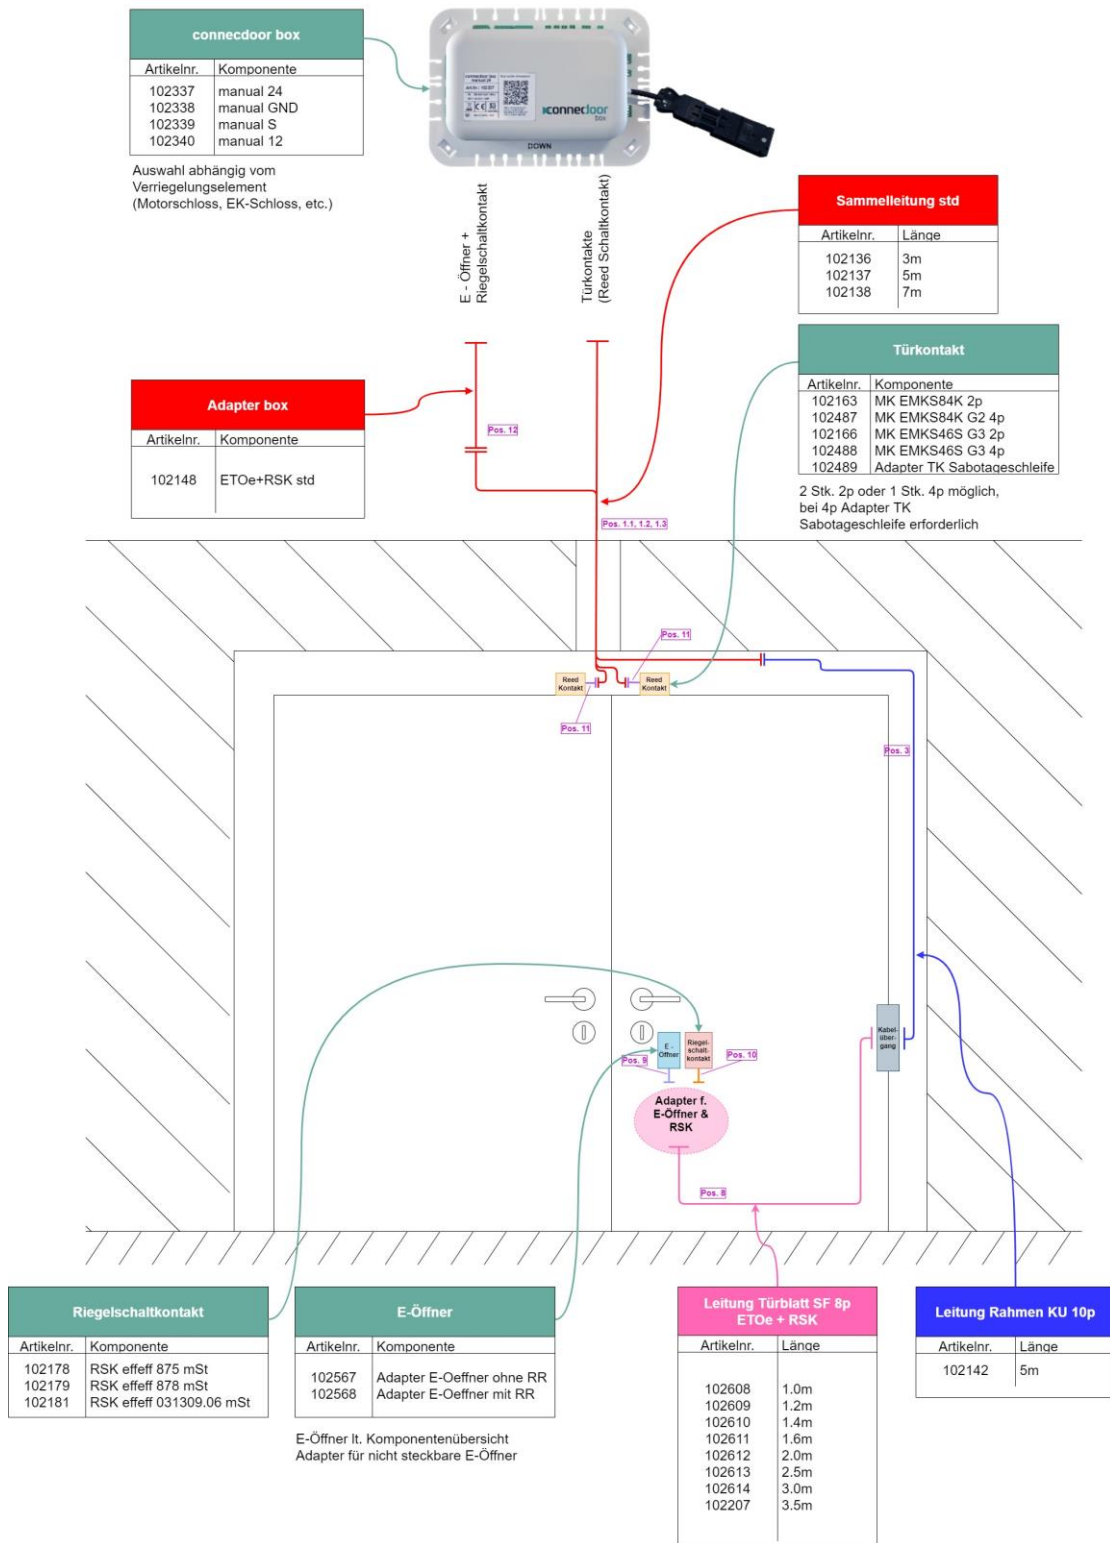 connecdoor box
Artikelnr. Komponente
102337 manual 24
102338 manual GND
102339 manual S
102340 manual 12
Auswahl abhängig vom
Verriegelungselement
(Motorschloss, EK-Schloss, etc.)
connecdoor
box
DOWN
E - Öffner +
Riegelschaltkontakt
Türkontakte
(Reed Schaltkontakt)
Sammelleitung std
Artikelnr. Länge
102136 3m
102137 5m
102138 7m
Türkontakt
Artikelnr. Komponente
102163 MK EMKS84K 2p
102487 MK EMKS84K G2 4p
102166 MK EMKS46S G3 2p
102488 MK EMKS46S G3 4p
102489 Adapter TK Sabotageschleife
2 Stk. 2p oder 1 Stk. 4p möglich,
bei 4p Adapter TK
Sabotageschleife erforderlich
Adapter box
Artikelnr. Komponente
102148 ETOe+RSK std
Pos. 12
Pos. 1.1, 1.2, 1.3
Pos. 11
Reed
Kontakt
Reed
Kontakt
Pos. 11
Pos. 3
E -
Öffner
Riegel-
schalt-
kontakt
Kabel-
über-
gang
Pos. 9
Pos. 10
Adapter f.
E-Öffner &
RSK
Pos. 8
Riegelschaltkontakt
Artikelnr. Komponente
102178 RSK effeff 875 mSt
102179 RSK effeff 878 mSt
102181 RSK effeff 031309.06 mSt
E-Öffner
Artikelnr. Komponente
102567 Adapter E-Oeffner ohne RR
102568 Adapter E-Oeffner mit RR
E-Öffner lt. Komponentenübersicht
Adapter für nicht steckbare E-Öffner
Leitung Türblatt SF 8p
ETOe + RSK
Artikelnr. Länge
102608 1.0m
102609 1.2m
102610 1.4m
102611 1.6m
102612 2.0m
102613 2.5m
102614 3.0m
102207 3.5m
Leitung Rahmen KU 10p
Artikelnr. Länge
102142 5m